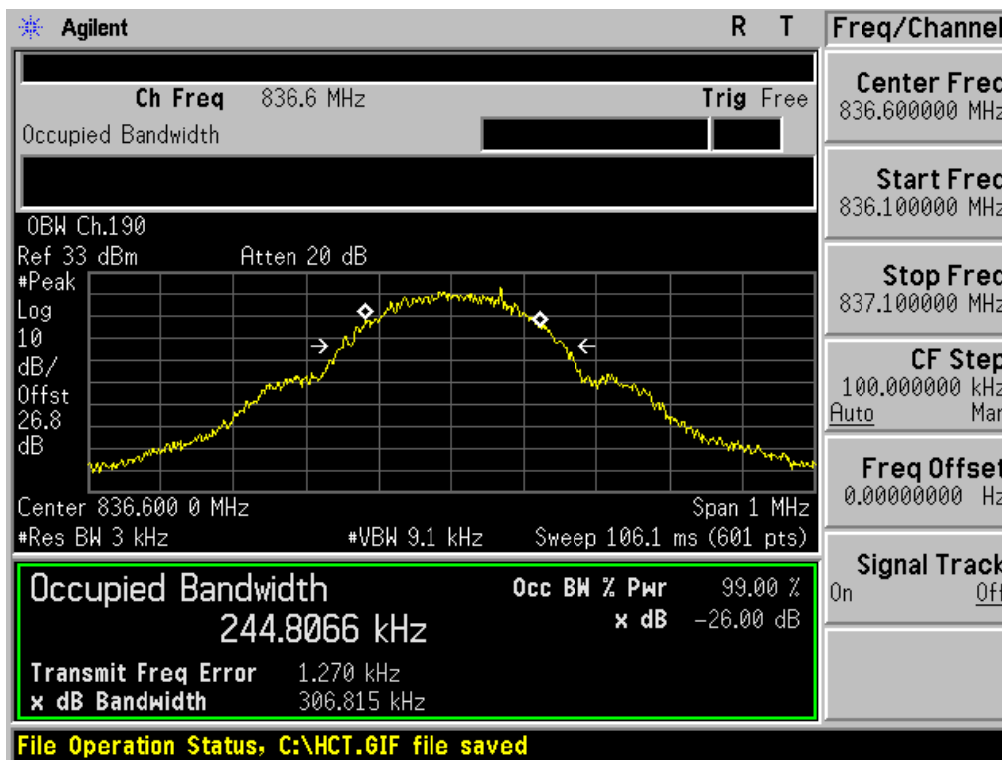 Agilent R T
Ch Freq 836.6 MHz Trig Free
Occupied Bandwidth
OBW Ch.190
Ref 33 dBm Atten 20 dB
#Peak
Log
10
dB/
Offst
26.8
dB
Center 836.600 0 MHz Span 1 MHz
#Res BW 3 kHz #VBW 9.1 kHz Sweep 106.1 ms (601 pts)
Occupied Bandwidth Occ BW % Pwr 99.00 %
244.8066 kHz x dB -26.00 dB
Transmit Freq Error 1.270 kHz
x dB Bandwidth 306.815 kHz
File Operation Status, C:\HCT.GIF file saved
Freq/Channel
Center Freq
836.600000 MHz
Start Freq
836.100000 MHz
Stop Freq
837.100000 MHz
CF Step
100.000000 kHz
Auto Man
Freq Offset
0.00000000 Hz
Signal Track
On Off